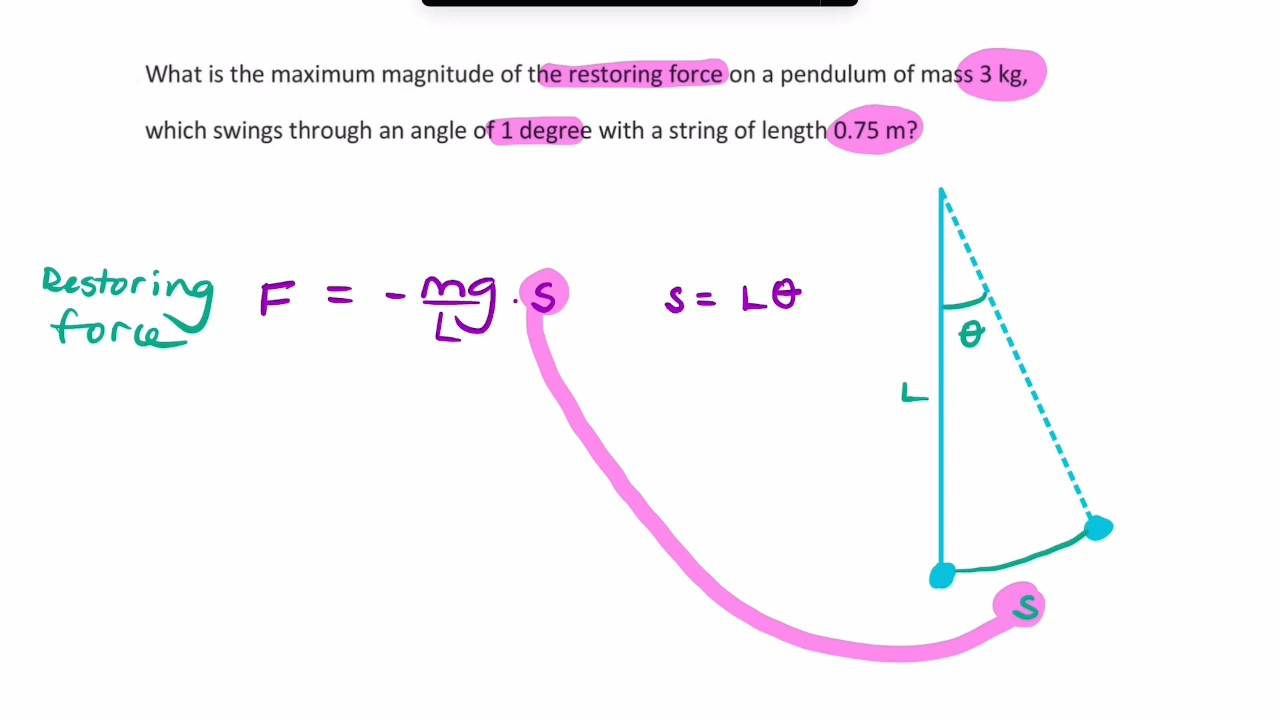 What is the maximum magnitude of the restoring force on a pendulum of mass 3 kg,
which swings through an angle of 1 degree with a string of length 0.75 m?
Restoring
force
F = - mg/L · s
s = Lθ
θ
L
s